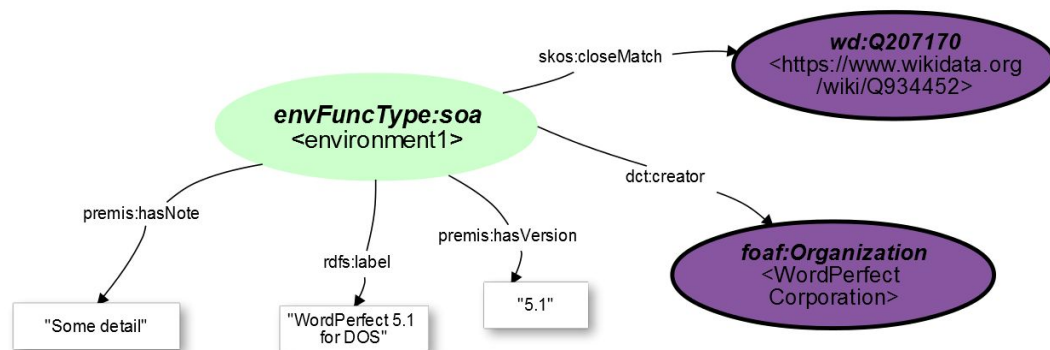 wd:Q207170
<https://www.wikidata.org
/wiki/Q934452>
skos:closeMatch
envFuncType:soa
<environment1>
dct:creator
premis:hasNote
premis:hasVersion
rdfs:label
foaf:Organization
<WordPerfect
Corporation>
"Some detail"
"WordPerfect 5.1
for DOS"
"5.1"